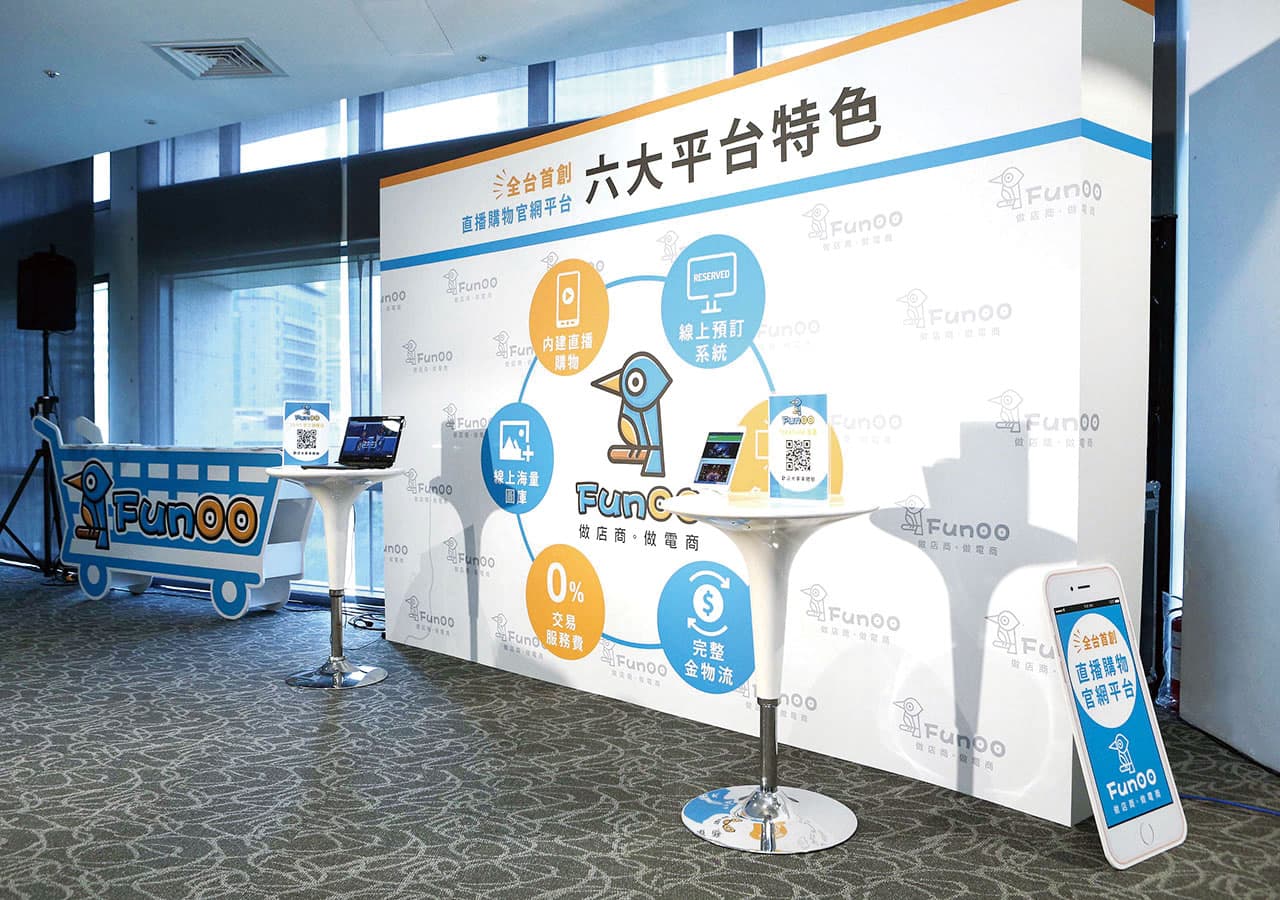 全台首創
直播購物官網平台
六大平台特色
RESERVED
線上預訂
系統
內建直播
購物
線上海量
圖庫
0%
交易
服務費
完整
金物流
FunOO
做店商。做電商
FunOO
FunOO
FunOO
全台首創
直播購物
官網平台
FunOO
做店商。做電商
FunOO
做店商。做電商